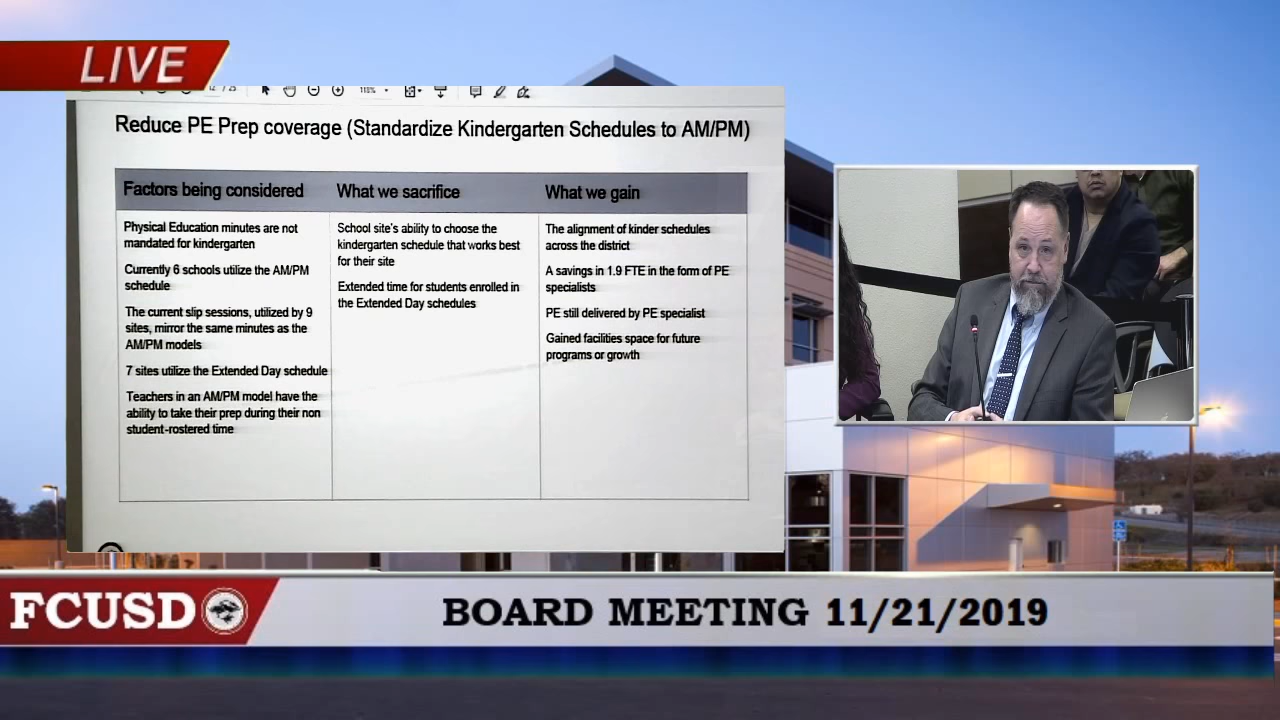 LIVE
12 / 25
118%
Reduce PE Prep coverage (Standardize Kindergarten Schedules to AM/PM)
Factors being considered
What we sacrifice
What we gain
Physical Education minutes are not
mandated for kindergarten
Currently 6 schools utilize the AM/PM
schedule
The current slip sessions, utilized by 9
sites, mirror the same minutes as the
AM/PM models
7 sites utilize the Extended Day schedule
Teachers in an AM/PM model have the
ability to take their prep during their non
student-rostered time
School site's ability to choose the
kindergarten schedule that works best
for their site
Extended time for students enrolled in
the Extended Day schedules
The alignment of kinder schedules
across the district
A savings in 1.9 FTE in the form of PE
specialists
PE still delivered by PE specialist
Gained facilities space for future
programs or growth
FCUSD
BOARD MEETING 11/21/2019